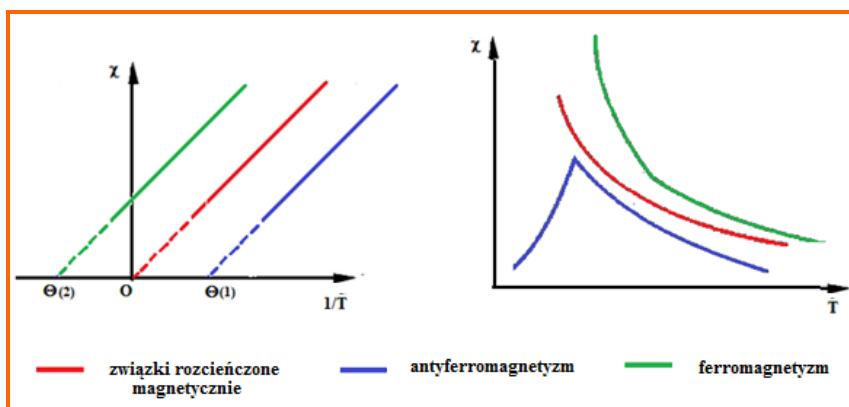 χ
Θ(2)
O
Θ(1)
1/T
χ
T
związki rozcieńczone
magnetycznie
antyferromagnetyzm
ferromagnetyzm